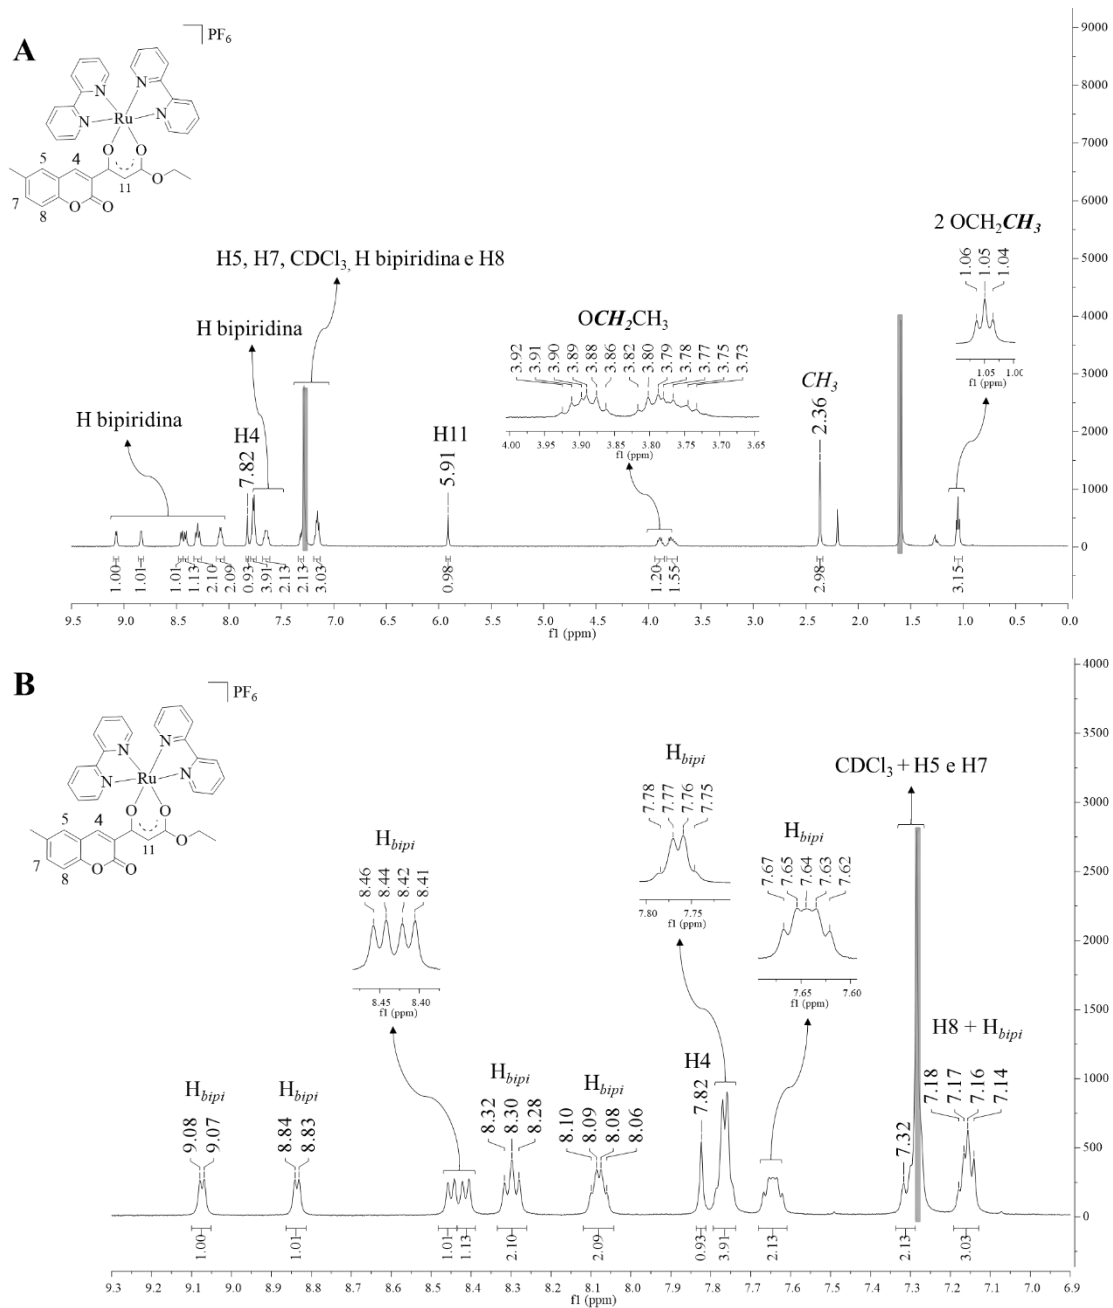 A
PF6
N
N
N
N
Ru
O
O
5
4
11
O
7
8
O
O
H5, H7, CDCl3, H bipiridina e H8
H bipiridina
H bipiridina
H4
7.82
H11
5.91
OCH2CH3
3.92
3.91
3.90
3.89
3.88
3.86
3.82
3.80
3.79
3.78
3.77
3.75
3.73
4.00 3.95 3.90 3.85 3.80 3.75 3.70 3.65
f1 (ppm)
CH3
2.36
2 OCH2CH3
1.06
1.05
1.04
1.05 1.00
f1 (ppm)
9000
8000
7000
6000
5000
4000
3000
2000
1000
0
1.00
1.01
1.01
1.13
2.10
2.09
0.93
3.91
2.13
2.13
3.03
0.98
1.20
1.55
2.98
3.15
9.5 9.0 8.5 8.0 7.5 7.0 6.5 6.0 5.5 5.0 4.5 4.0 3.5 3.0 2.5 2.0 1.5 1.0 0.5 0.0
f1 (ppm)
B
PF6
N
N
N
N
Ru
O
O
5
4
11
O
7
8
O
O
Hbipi
9.08
9.07
Hbipi
8.84
8.83
Hbipi
8.46
8.44
8.42
8.41
8.45 8.40
f1 (ppm)
Hbipi
8.32
8.30
8.28
Hbipi
8.10
8.09
8.08
8.06
H4
7.82
Hbipi
7.78
7.77
7.76
7.75
7.80 7.75
f1 (ppm)
Hbipi
7.67
7.65
7.64
7.63
7.62
7.65 7.60
f1 (ppm)
CDCl3 + H5 e H7
7.32
H8 + Hbipi
7.18
7.17
7.16
7.14
4000
3500
3000
2500
2000
1500
1000
500
0
1.00
1.01
1.01
1.13
2.10
2.09
0.93
3.91
2.13
2.13
3.03
9.3 9.2 9.1 9.0 8.9 8.8 8.7 8.6 8.5 8.4 8.3 8.2 8.1 8.0 7.9 7.8 7.7 7.6 7.5 7.4 7.3 7.2 7.1 7.0 6.9
f1 (ppm)